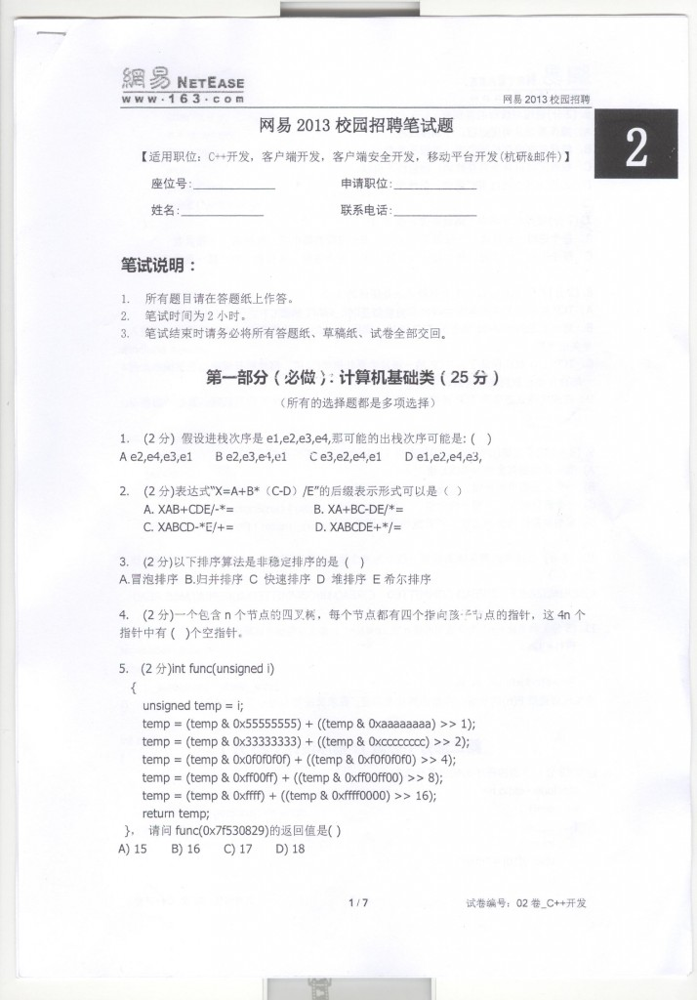 網易 NETEASE
www.163.com
网易 2013 校园招聘
网易 2013 校园招聘笔试题
2
【适用职位：C++开发，客户端开发，客户端安全开发，移动平台开发(杭研&邮件)】
座位号:____________ 申请职位:____________
姓名:____________ 联系电话:____________
笔试说明：
1. 所有题目请在答题纸上作答。
2. 笔试时间为 2 小时。
3. 笔试结束时请务必将所有答题纸、草稿纸、试卷全部交回。
第一部分（必做）：计算机基础类（25 分）
（所有的选择题都是多项选择）
1. (2 分) 假设进栈次序是 e1,e2,e3,e4,那可能的出栈次序可能是: ( )
A e2,e4,e3,e1 B e2,e3,e4,e1 C e3,e2,e4,e1 D e1,e2,e4,e3,
2. (2 分)表达式“X=A+B*（C-D）/E”的后缀表示形式可以是（ ）
A. XAB+CDE/-*= B. XA+BC-DE/*=
C. XABCD-*E/+= D. XABCDE+*/=
3. (2 分)以下排序算法是非稳定排序的是 ( )
A.冒泡排序 B.归并排序 C 快速排序 D 堆排序 E 希尔排序
4. (2 分)一个包含 n 个节点的四叉树，每个节点都有四个指向孩子节点的指针，这 4n 个
指针中有 ( )个空指针。
5. (2 分)int func(unsigned i)
{
unsigned temp = i;
temp = (temp & 0x55555555) + ((temp & 0xaaaaaaaa) >> 1);
temp = (temp & 0x33333333) + ((temp & 0xcccccccc) >> 2);
temp = (temp & 0x0f0f0f0f) + ((temp & 0xf0f0f0f0) >> 4);
temp = (temp & 0xff00ff) + ((temp & 0xff00ff00) >> 8);
temp = (temp & 0xffff) + ((temp & 0xffff0000) >> 16);
return temp;
}， 请问 func(0x7f530829)的返回值是( )
A) 15 B) 16 C) 17 D) 18
1 / 7
试卷编号：02 卷_C++开发